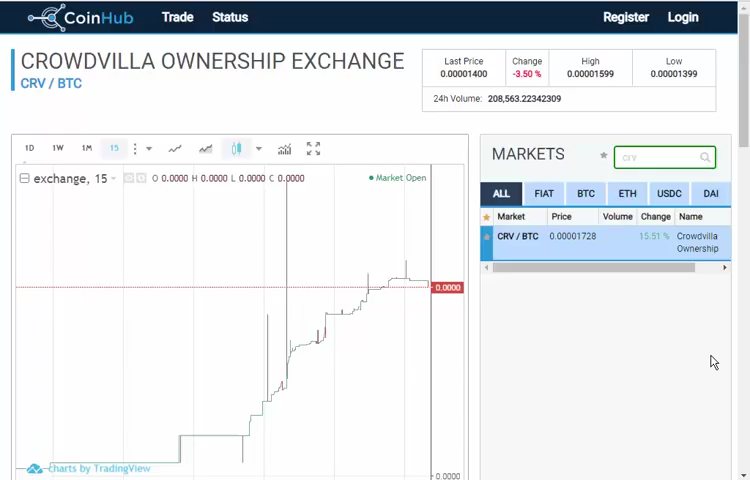 CoinHub Trade Status Register Login
CROWDVILLA OWNERSHIP EXCHANGE
CRV / BTC
Last Price Change High Low
0.00001400 -3.50 % 0.00001599 0.00001399
24h Volume: 208,563.22342309
1D 1W 1M 15
MARKETS crv
exchange, 15 O 0.0000 H 0.0000 L 0.0000 C 0.0000 Market Open
ALL FIAT BTC ETH USDC DAI
Market Price Volume Change Name
CRV / BTC 0.00001728 15.51 % Crowdvilla
Ownership
0.0000
charts by TradingView
0.0000